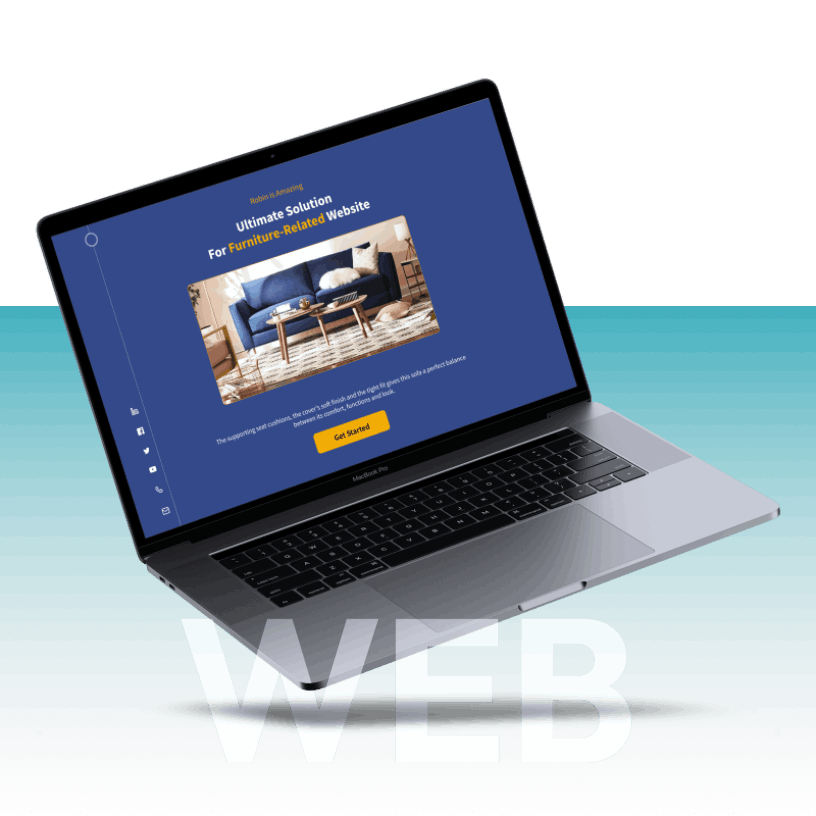 Robin is Amazing
Ultimate Solution
For Furniture-Related Website
The supporting seat cushions, the cover's soft finish and the tight fit gives this sofa a perfect balance
between its comfort, functions and look.
Get Started
MacBook Pro
WEB